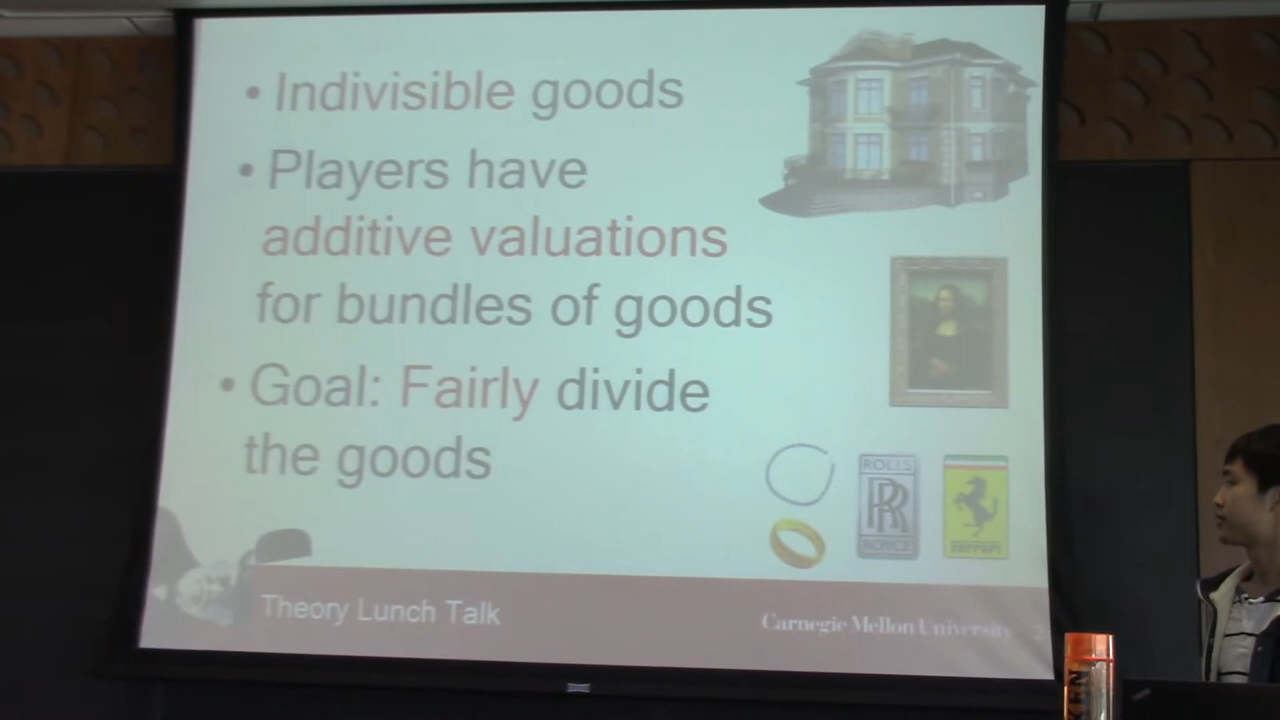 • Indivisible goods
• Players have
additive valuations
for bundles of goods
• Goal: Fairly divide
the goods
ROLLS
RR
ROYCE
Ferrari
Theory Lunch Talk
Carnegie Mellon University